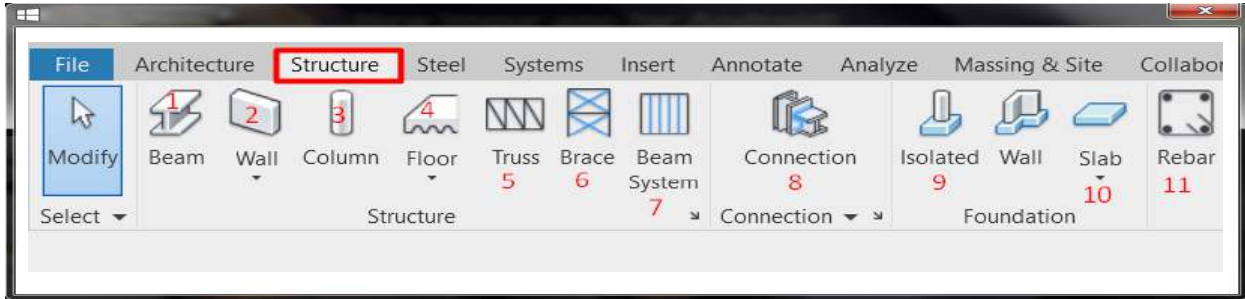 File Architecture Structure Steel Systems Insert Annotate Analyze Massing & Site Collabor
1 2 3 4
Modify Beam Wall Column Floor Truss Brace Beam System Connection Isolated Wall Slab Rebar
5 6 7 8 9 10 11
Select Structure Connection Foundation